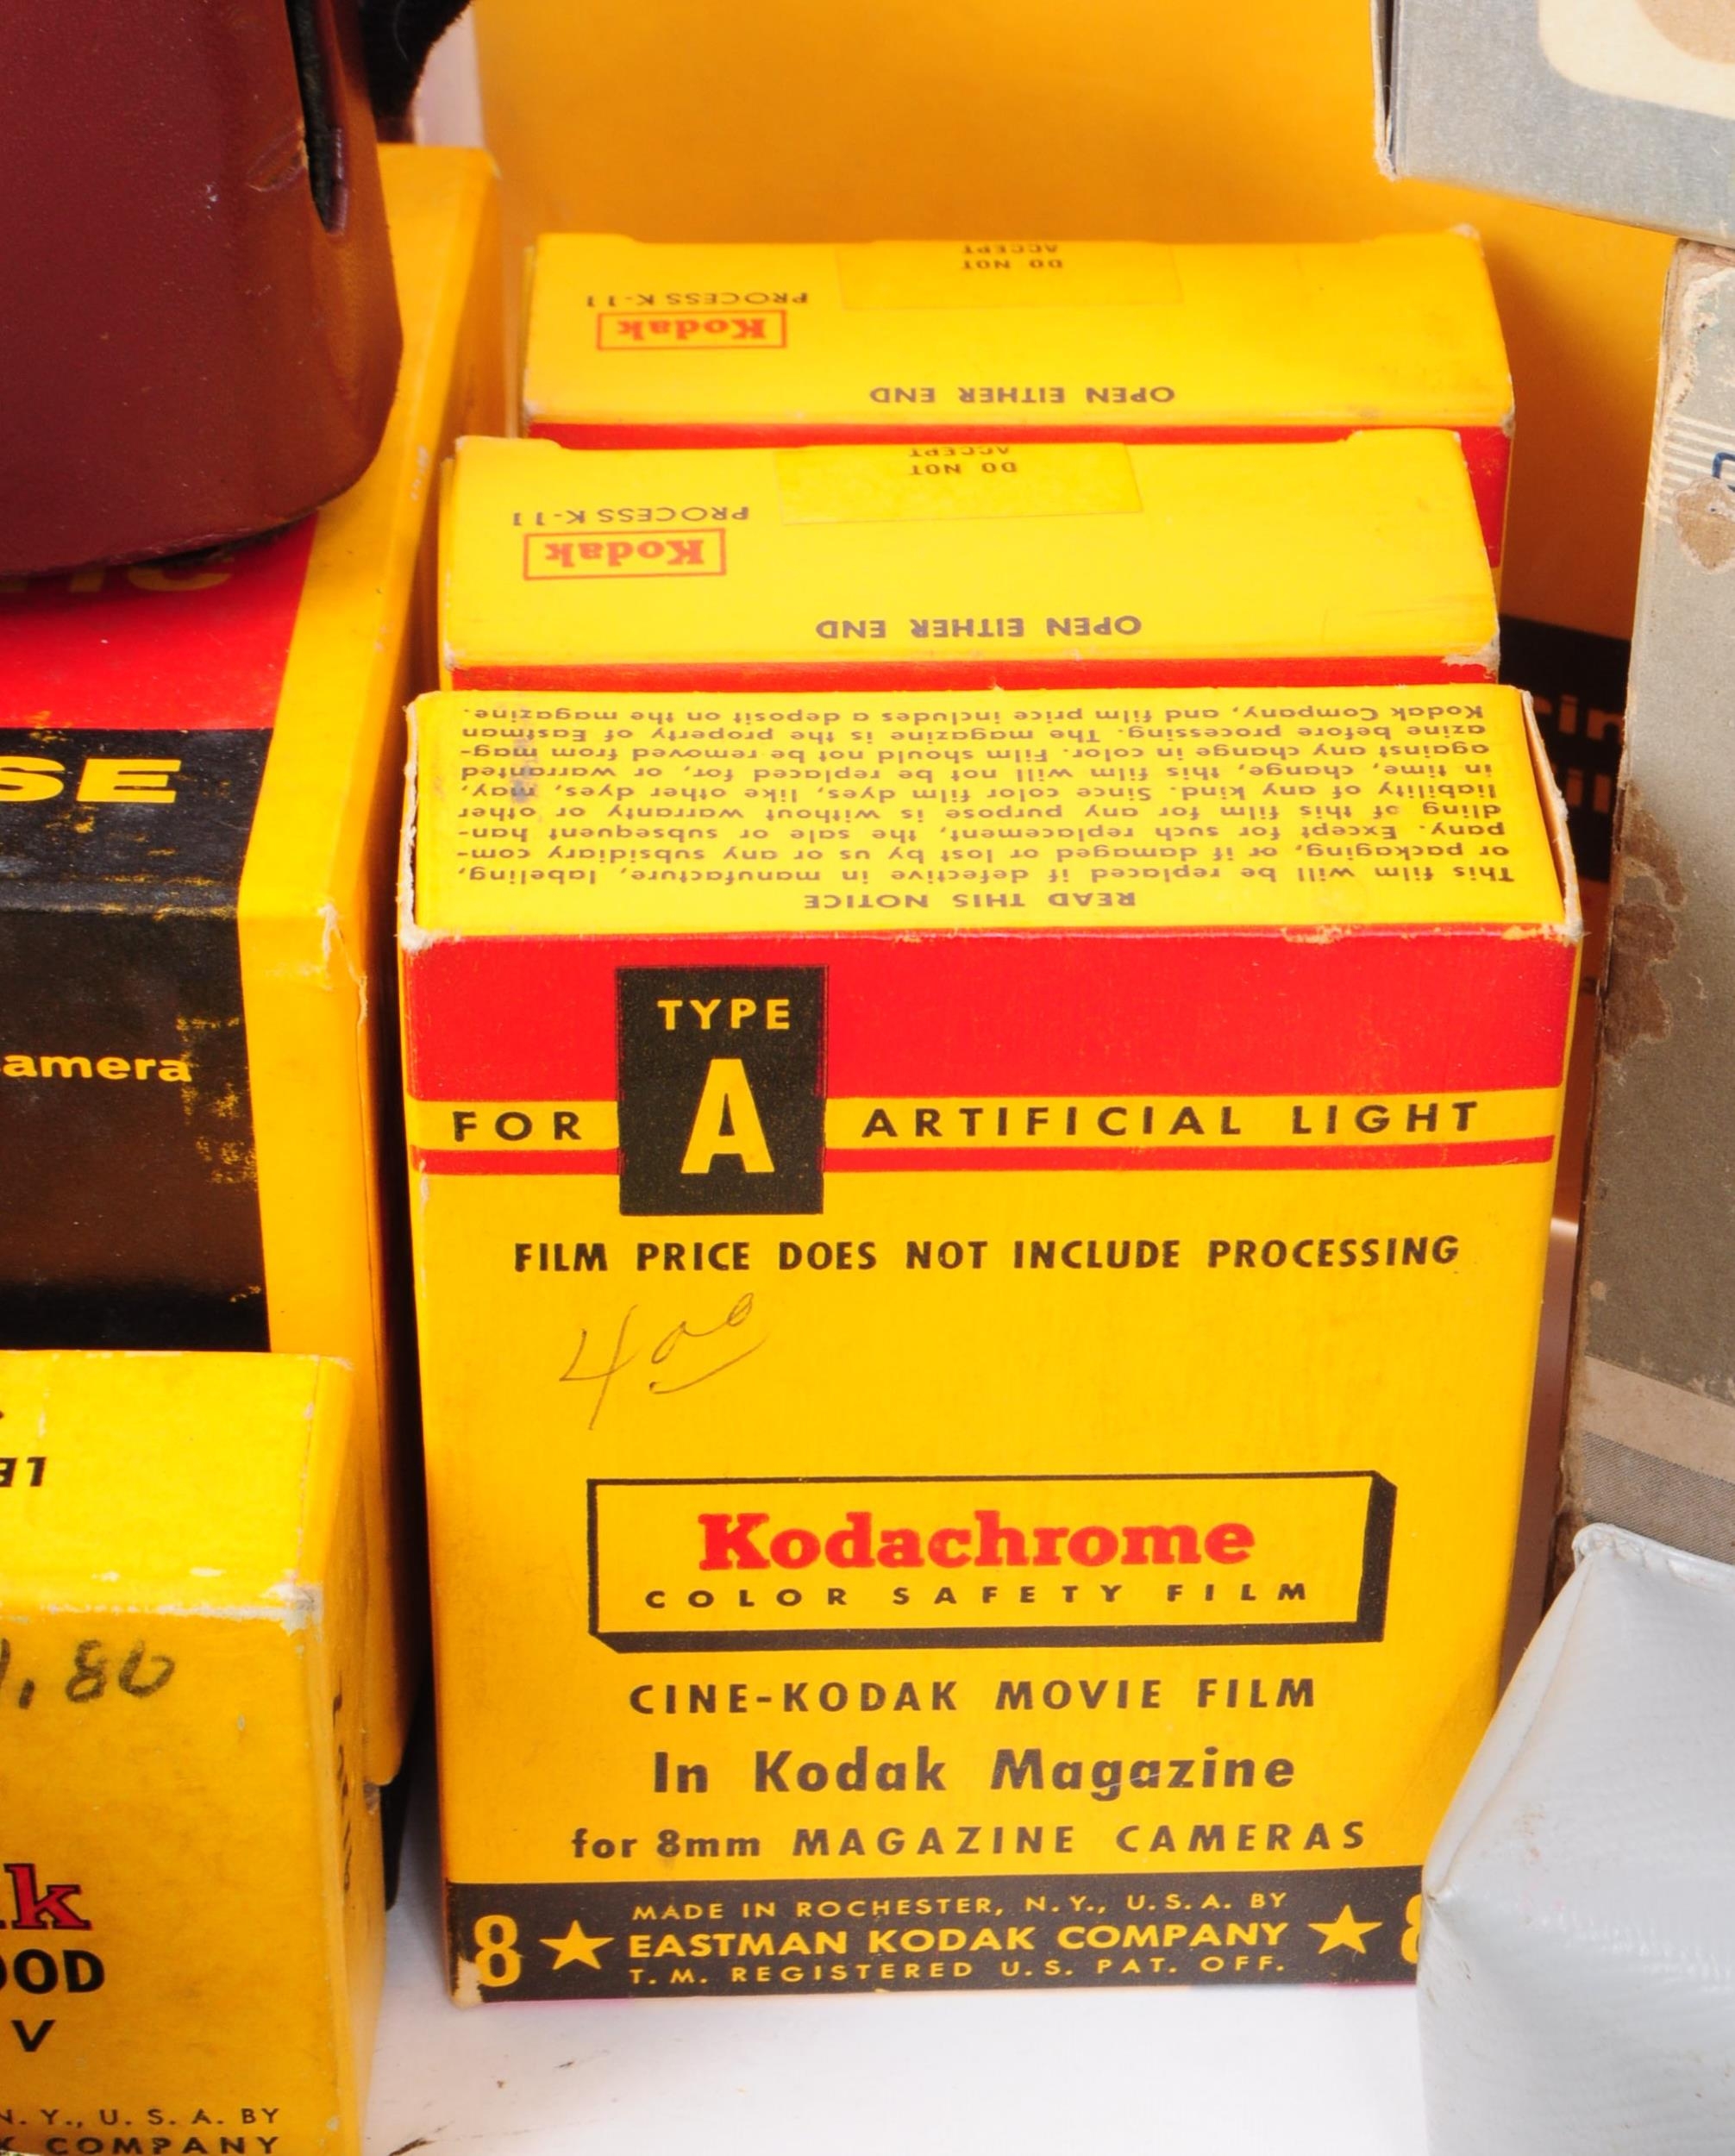 DO NOT
ACCEPT
PROCESS K-11
Kodak
OPEN EITHER END
DO NOT
ACCEPT
PROCESS K-11
Kodak
OPEN EITHER END
READ THIS NOTICE
This film will be replaced if defective in manufacture, labeling,
or packaging, or if damaged or lost by us or any subsidiary com-
pany. Except for such replacement, the sale or subsequent han-
dling of this film for any purpose is without warranty or other
liability of any kind. Since color film dyes, like other dyes, may,
in time, change, this film will not be replaced for, or warranted
against any change in color. Film should not be removed from mag-
azine before processing. The magazine is the property of Eastman
Kodak Company, and film price includes a deposit on the magazine.
TYPE
A
FOR ARTIFICIAL LIGHT
FILM PRICE DOES NOT INCLUDE PROCESSING
4.00
Kodachrome
COLOR SAFETY FILM
CINE-KODAK MOVIE FILM
In Kodak Magazine
for 8mm MAGAZINE CAMERAS
MADE IN ROCHESTER, N.Y., U.S.A. BY
8 ★ EASTMAN KODAK COMPANY ★ 8
T. M. REGISTERED U.S. PAT. OFF.
SE
amera
.80
k
OOD
V
N. Y., U. S. A. BY
K COMPANY